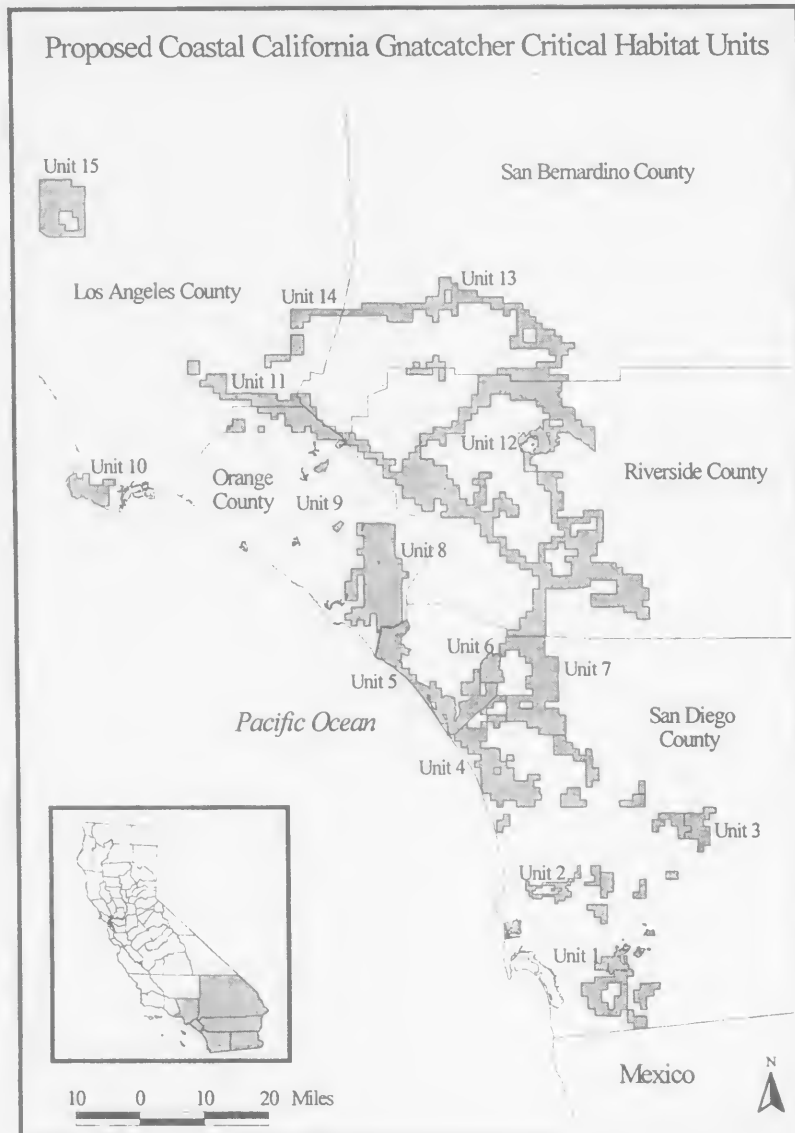 Proposed Coastal California Gnatcatcher Critical Habitat Units
Unit 15
San Bernardino County
Los Angeles County
Unit 14
Unit 13
Unit 11
Unit 12
Unit 10
Orange
County
Riverside County
Unit 9
Unit 8
Unit 6
Unit 7
Unit 5
Pacific Ocean
San Diego
County
Unit 4
Unit 3
Unit 2
Unit 1
Mexico
N
10 0 10 20 Miles